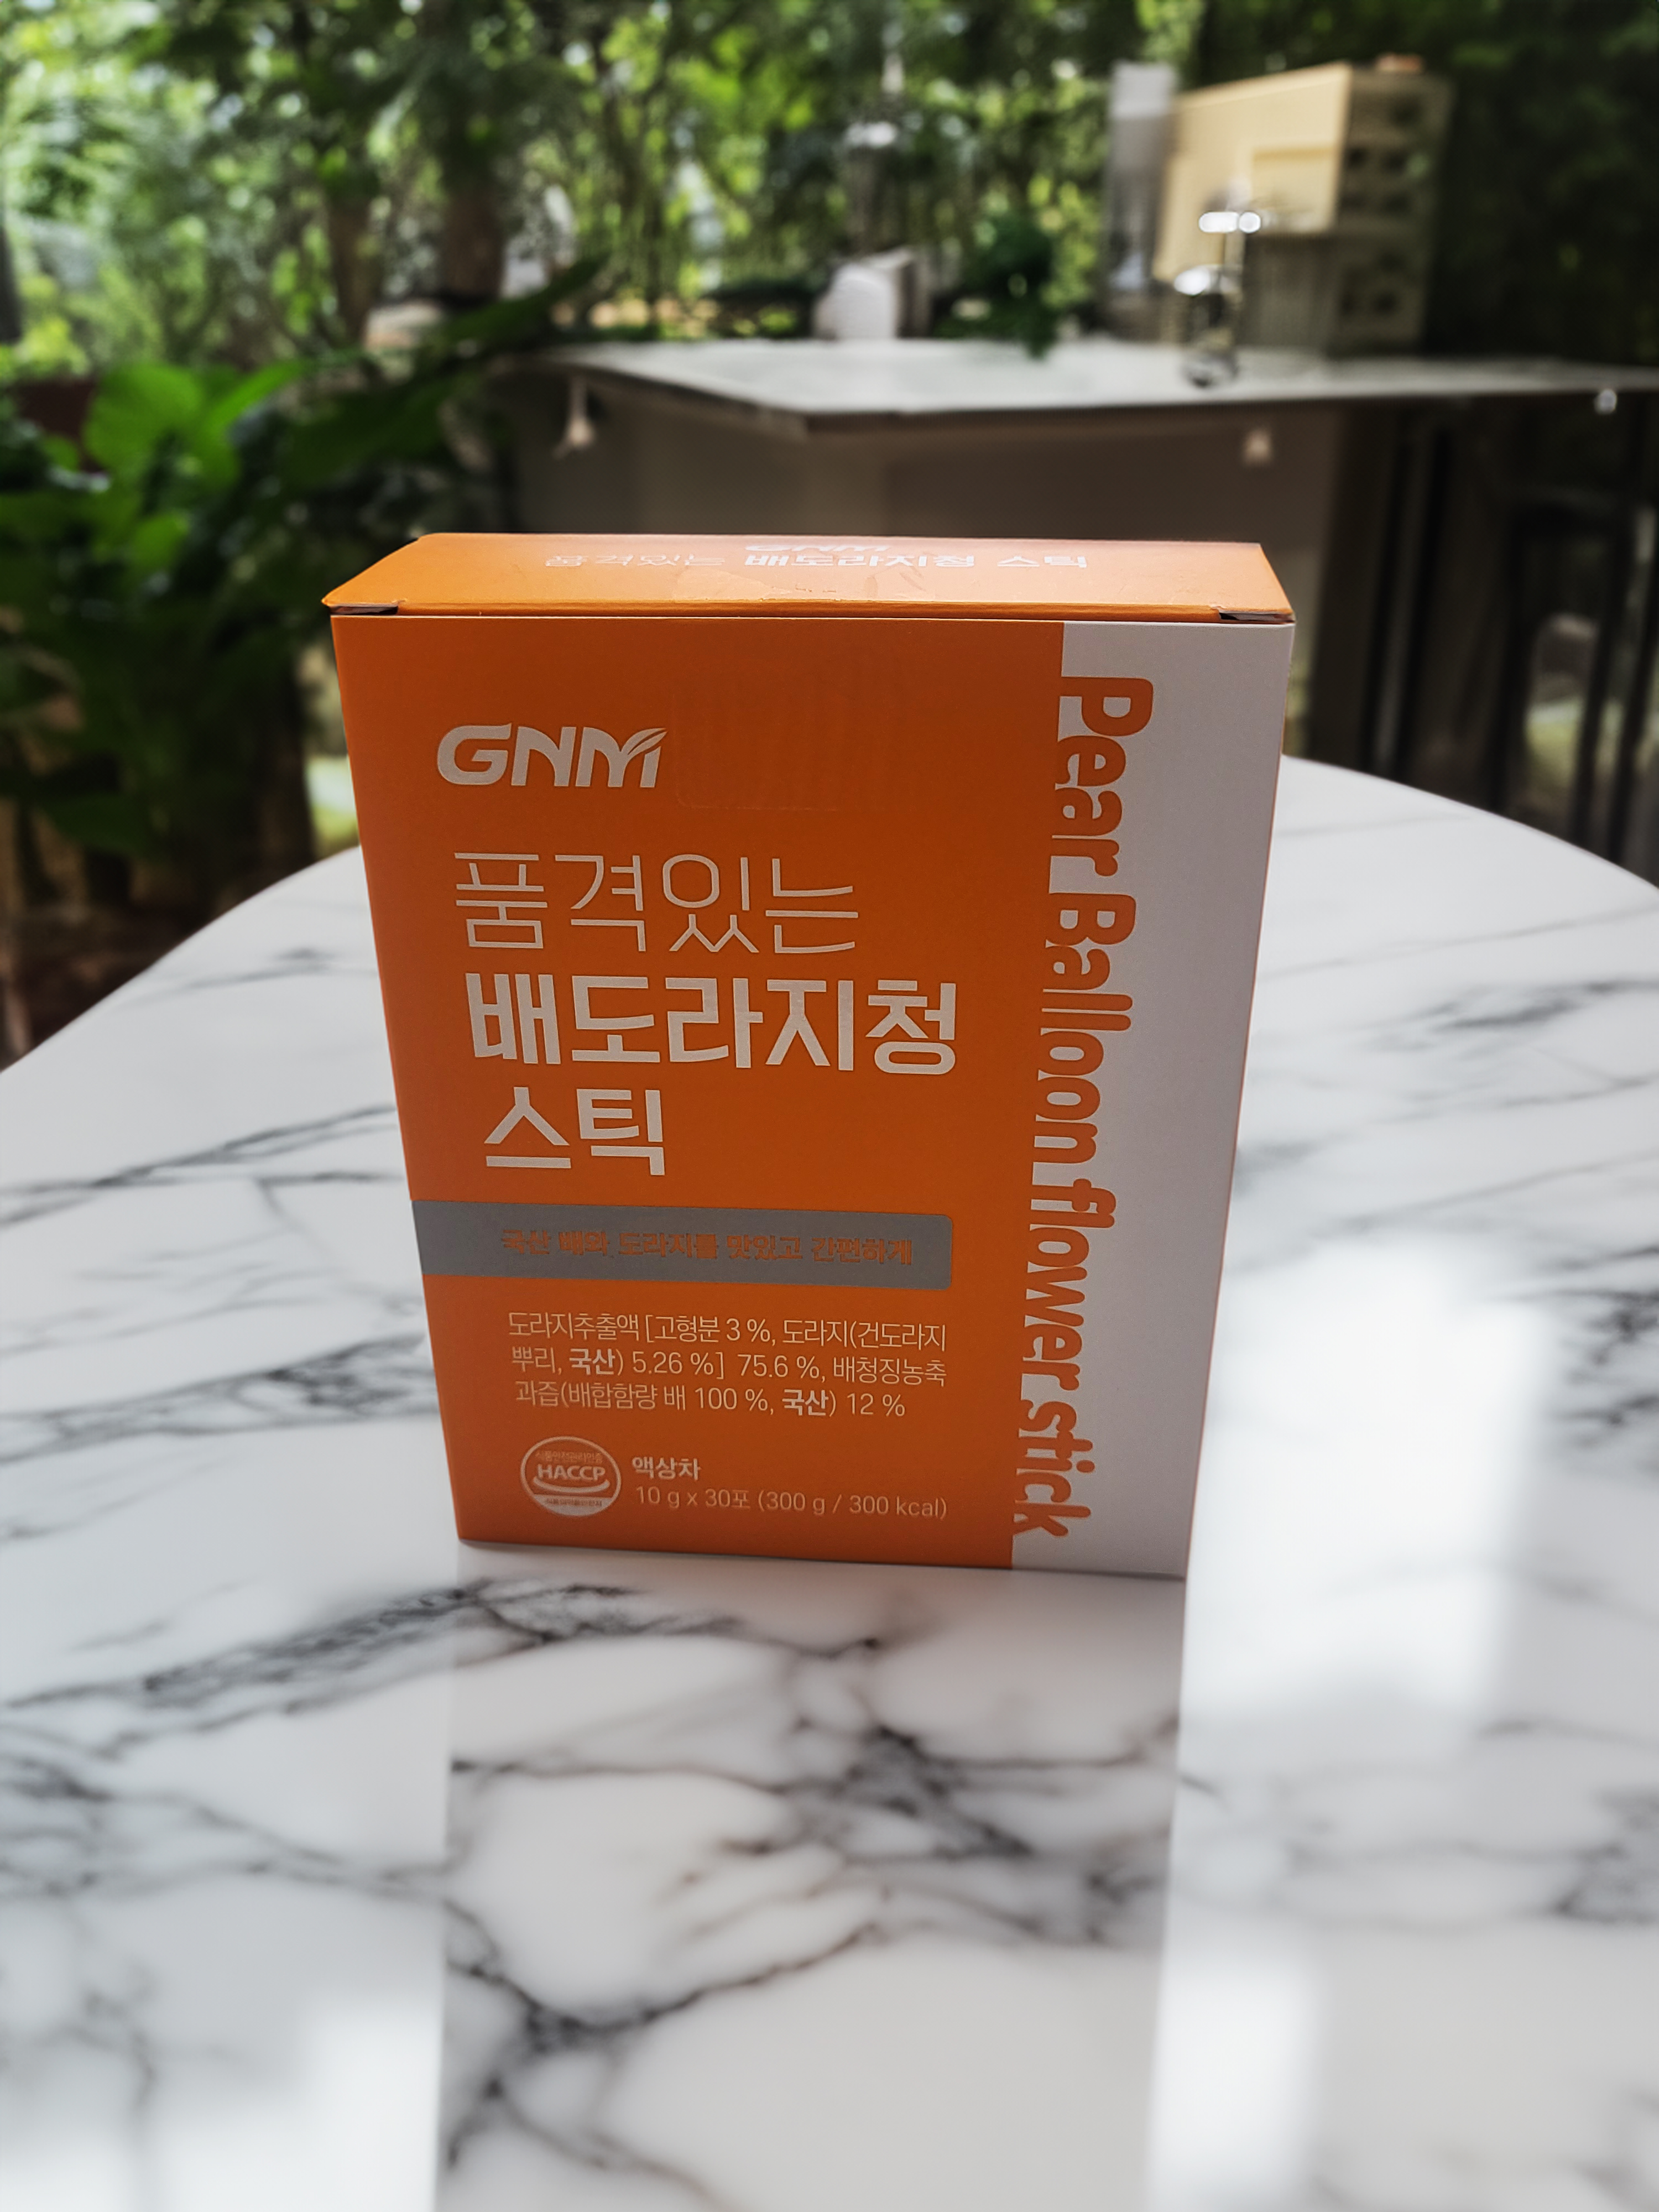 GNM
품격있는 배도라지청 스틱
GNM
품격있는
배도라지청
스틱
국산 배와 도라지를 맛있고 간편하게
도라지추출액 [고형분 3 %, 도라지(건도라지
뿌리, 국산) 5.26 %] 75.6 %, 배청징농축
과즙(배합함량 배 100 %, 국산) 12 %
HACCP
액상차
10 g x 30포 (300 g / 300 kcal)
Pear Balloon flower stick